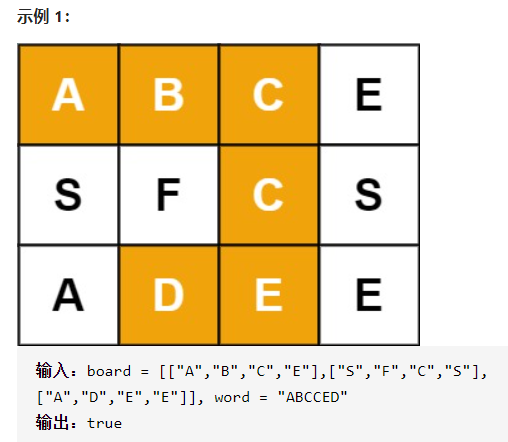 示例 1：
A B C E
S F C S
A D E E
输入：board = [["A","B","C","E"],["S","F","C","S"],
["A","D","E","E"]], word = "ABCCED"
输出：true